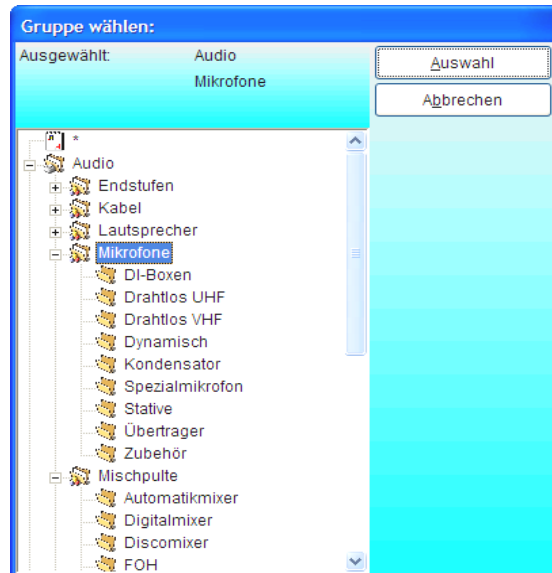 Gruppe wählen:
Ausgewählt: Audio
Mikrofone
Auswahl
Abbrechen
*
Audio
Endstufen
Kabel
Lautsprecher
Mikrofone
DI-Boxen
Drahtlos UHF
Drahtlos VHF
Dynamisch
Kondensator
Spezialmikrofon
Stative
Übertrager
Zubehör
Mischpulte
Automatikmixer
Digitalmixer
Discomixer
FOH